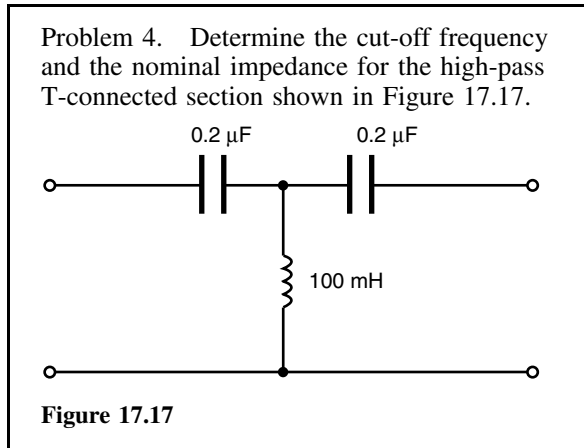 Problem 4. Determine the cut-off frequency
and the nominal impedance for the high-pass
T-connected section shown in Figure 17.17.
0.2 μF 0.2 μF
100 mH
Figure 17.17